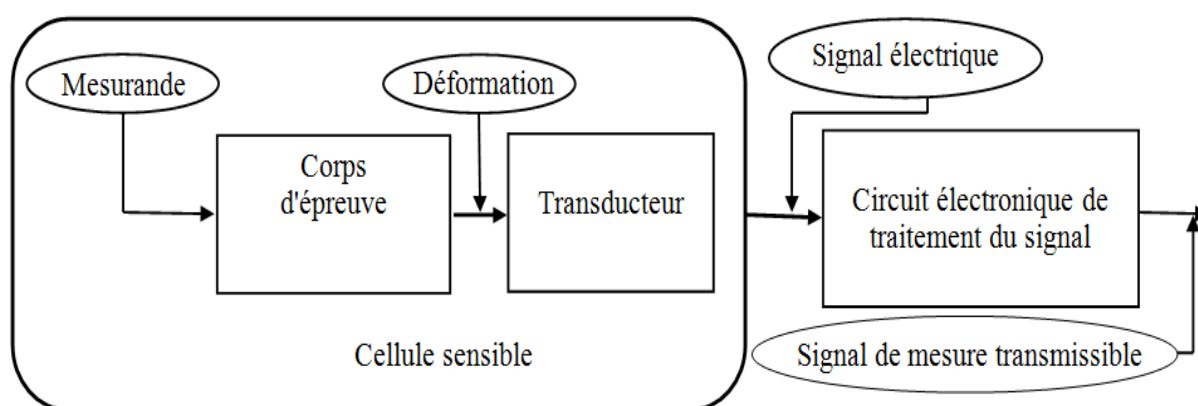 Mesurande
Déformation
Signal électrique
Corps
d'épreuve
Transducteur
Circuit électronique de
traitement du signal
Cellule sensible
Signal de mesure transmissible